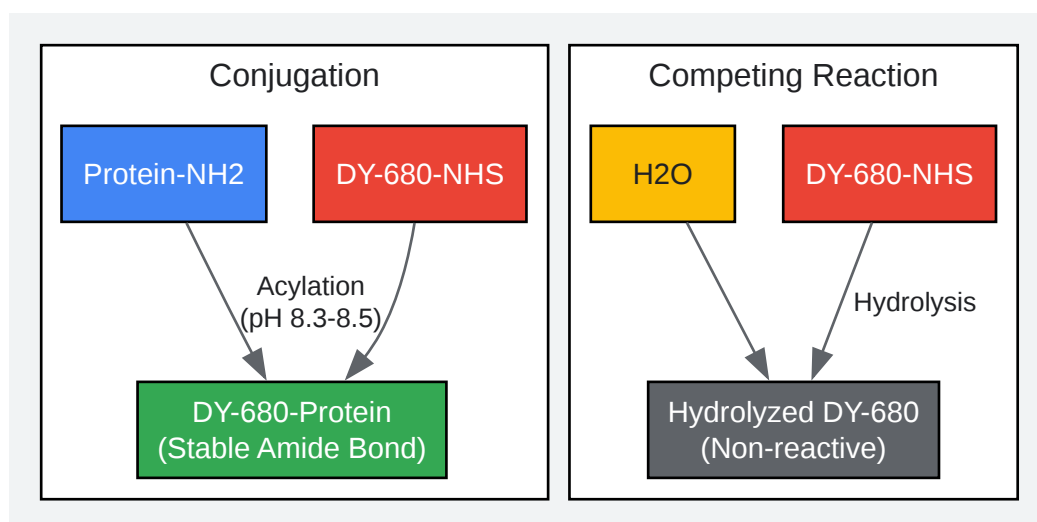 Conjugation
Protein-NH2
DY-680-NHS
Acylation
(pH 8.3-8.5)
DY-680-Protein
(Stable Amide Bond)
Competing Reaction
H2O
DY-680-NHS
Hydrolysis
Hydrolyzed DY-680
(Non-reactive)